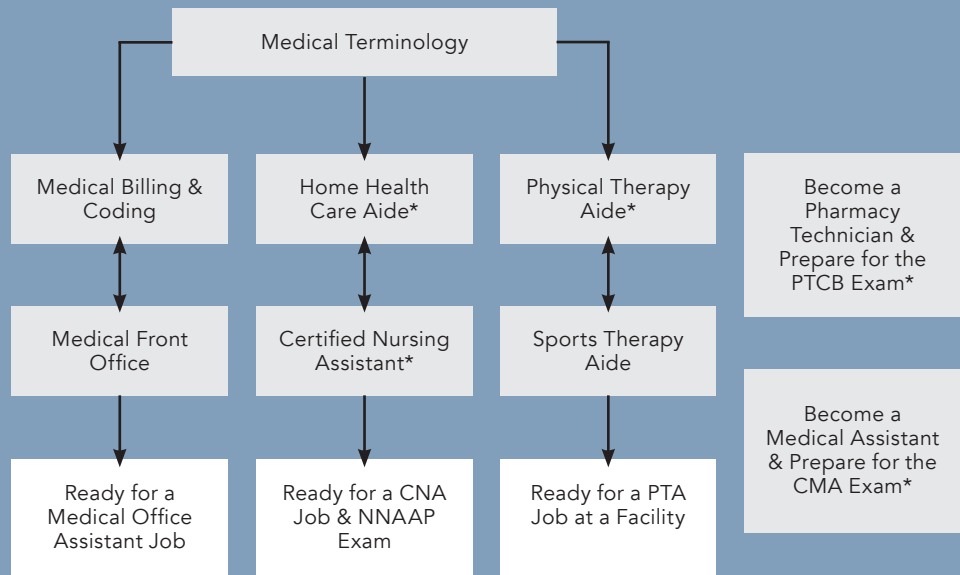 Medical Terminology
Medical Billing &
Coding
Home Health
Care Aide*
Physical Therapy
Aide*
Become a
Pharmacy
Technician &
Prepare for the
PTCB Exam*
Medical Front
Office
Certified Nursing
Assistant*
Sports Therapy
Aide
Become a
Medical Assistant
& Prepare for the
CMA Exam*
Ready for a
Medical Office
Assistant Job
Ready for a CNA
Job & NNAAP
Exam
Ready for a PTA
Job at a Facility